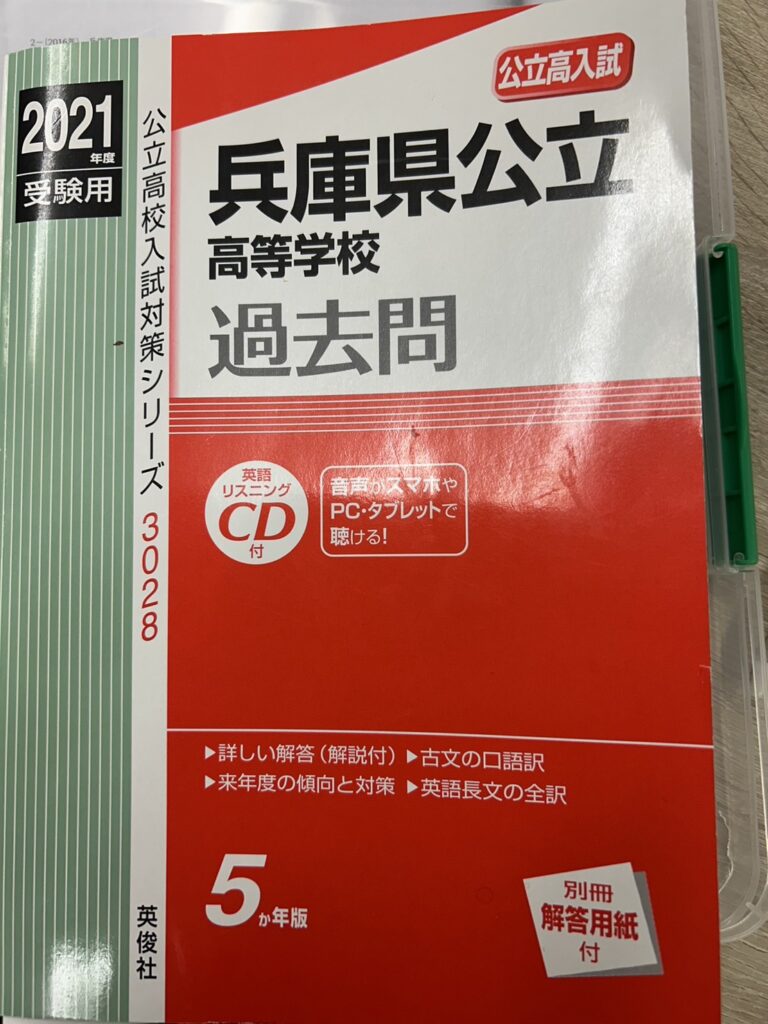 2021
年度
受験用
公立高校入試対策シリーズ 3028
英俊社
公立高入試
兵庫県公立
高等学校
過去問
英語
リスニング
CD
付
音声がスマホや
PC・タブレットで
聴ける!
▶詳しい解答(解説付) ▶古文の口語訳
▶来年度の傾向と対策 ▶英語長文の全訳
5か年版
別冊
解答用紙
付